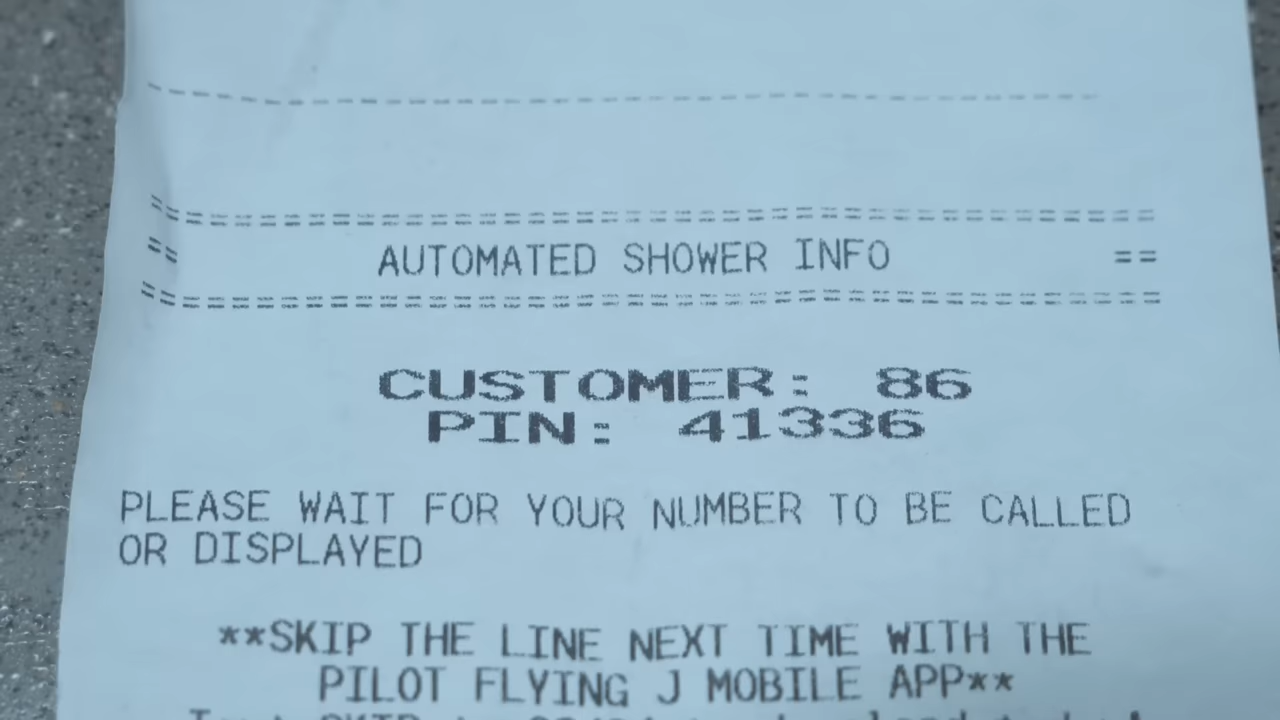 AUTOMATED SHOWER INFO
CUSTOMER: 86
PIN: 41336
PLEASE WAIT FOR YOUR NUMBER TO BE CALLED
OR DISPLAYED
**SKIP THE LINE NEXT TIME WITH THE
PILOT FLYING J MOBILE APP**